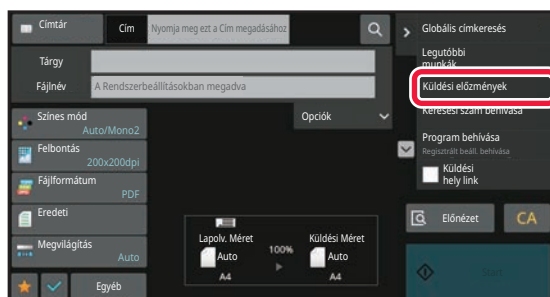 Címtár
Cím
Nyomja meg ezt a Cím megadásához
Tárgy
Fájlnév
A Rendszerbeállításokban megadva
Színes mód
Auto/Mono2
Felbontás
200x200dpi
Fájlformátum
PDF
Eredeti
Megvilágítás
Auto
Egyéb
Opciók
Lapolv. Méret
Auto
A4
100%
Küldési Méret
Auto
A4
Globális címkeresés
Legutóbbi
munkák
Küldési előzmények
Keresési szám behívása
Program behívása
Regisztrált beáll. behívása
Küldési
hely link
Előnézet
CA
Start